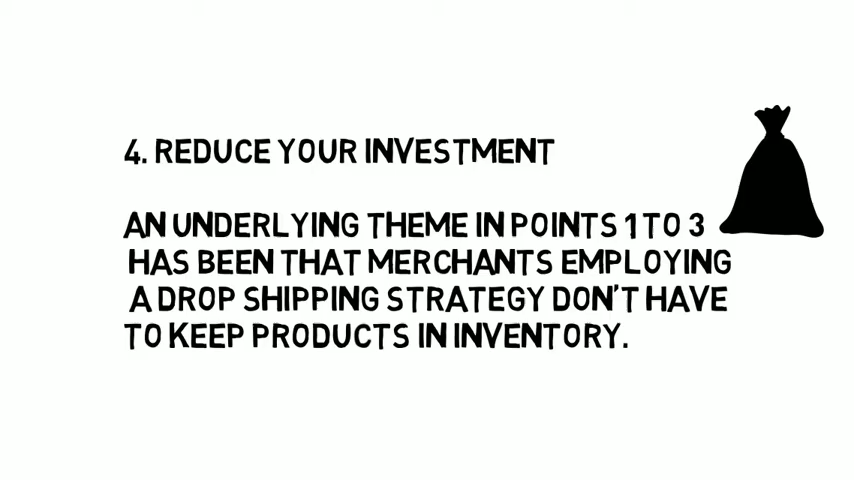 4. REDUCE YOUR INVESTMENT
AN UNDERLYING THEME IN POINTS 1 TO 3
HAS BEEN THAT MERCHANTS EMPLOYING
A DROP SHIPPING STRATEGY DON'T HAVE
TO KEEP PRODUCTS IN INVENTORY.